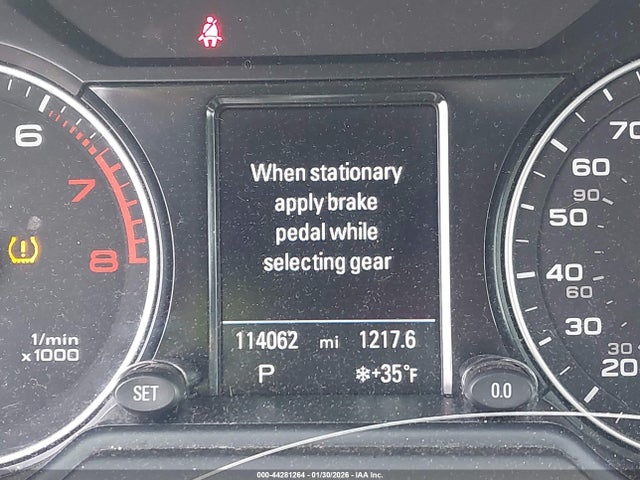 When stationary
apply brake
pedal while
selecting gear
114062 mi 1217.6
P ❄+35°F
SET
0.0
6
7
8
1/min
x1000
70
60
90
50
40
60
30
30
20
000-44281264 - 01/30/2026 - IAA Inc.